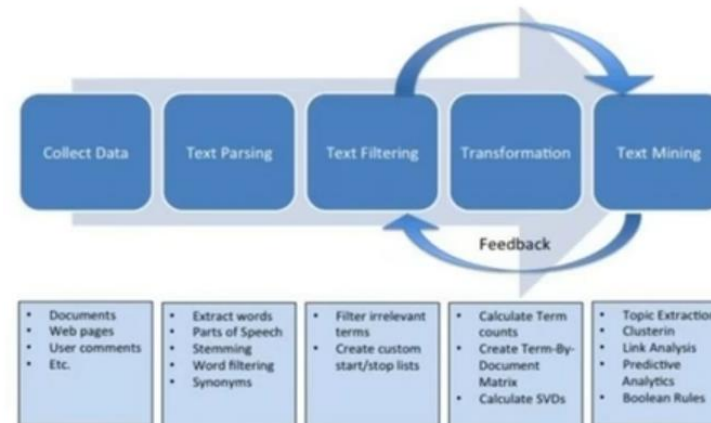 Collect Data
Text Parsing
Text Filtering
Transformation
Text Mining
Feedback
• Documents
• Web pages
• User comments
• Etc.
• Extract words
• Parts of Speech
• Stemming
• Word filtering
• Synonyms
• Filter irrelevant
terms
• Create custom
start/stop lists
• Calculate Term
counts
• Create Term-By-
Document
Matrix
• Calculate SVDs
• Topic Extraction
• Clusterin
• Link Analysis
• Predictive
Analytics
• Boolean Rules